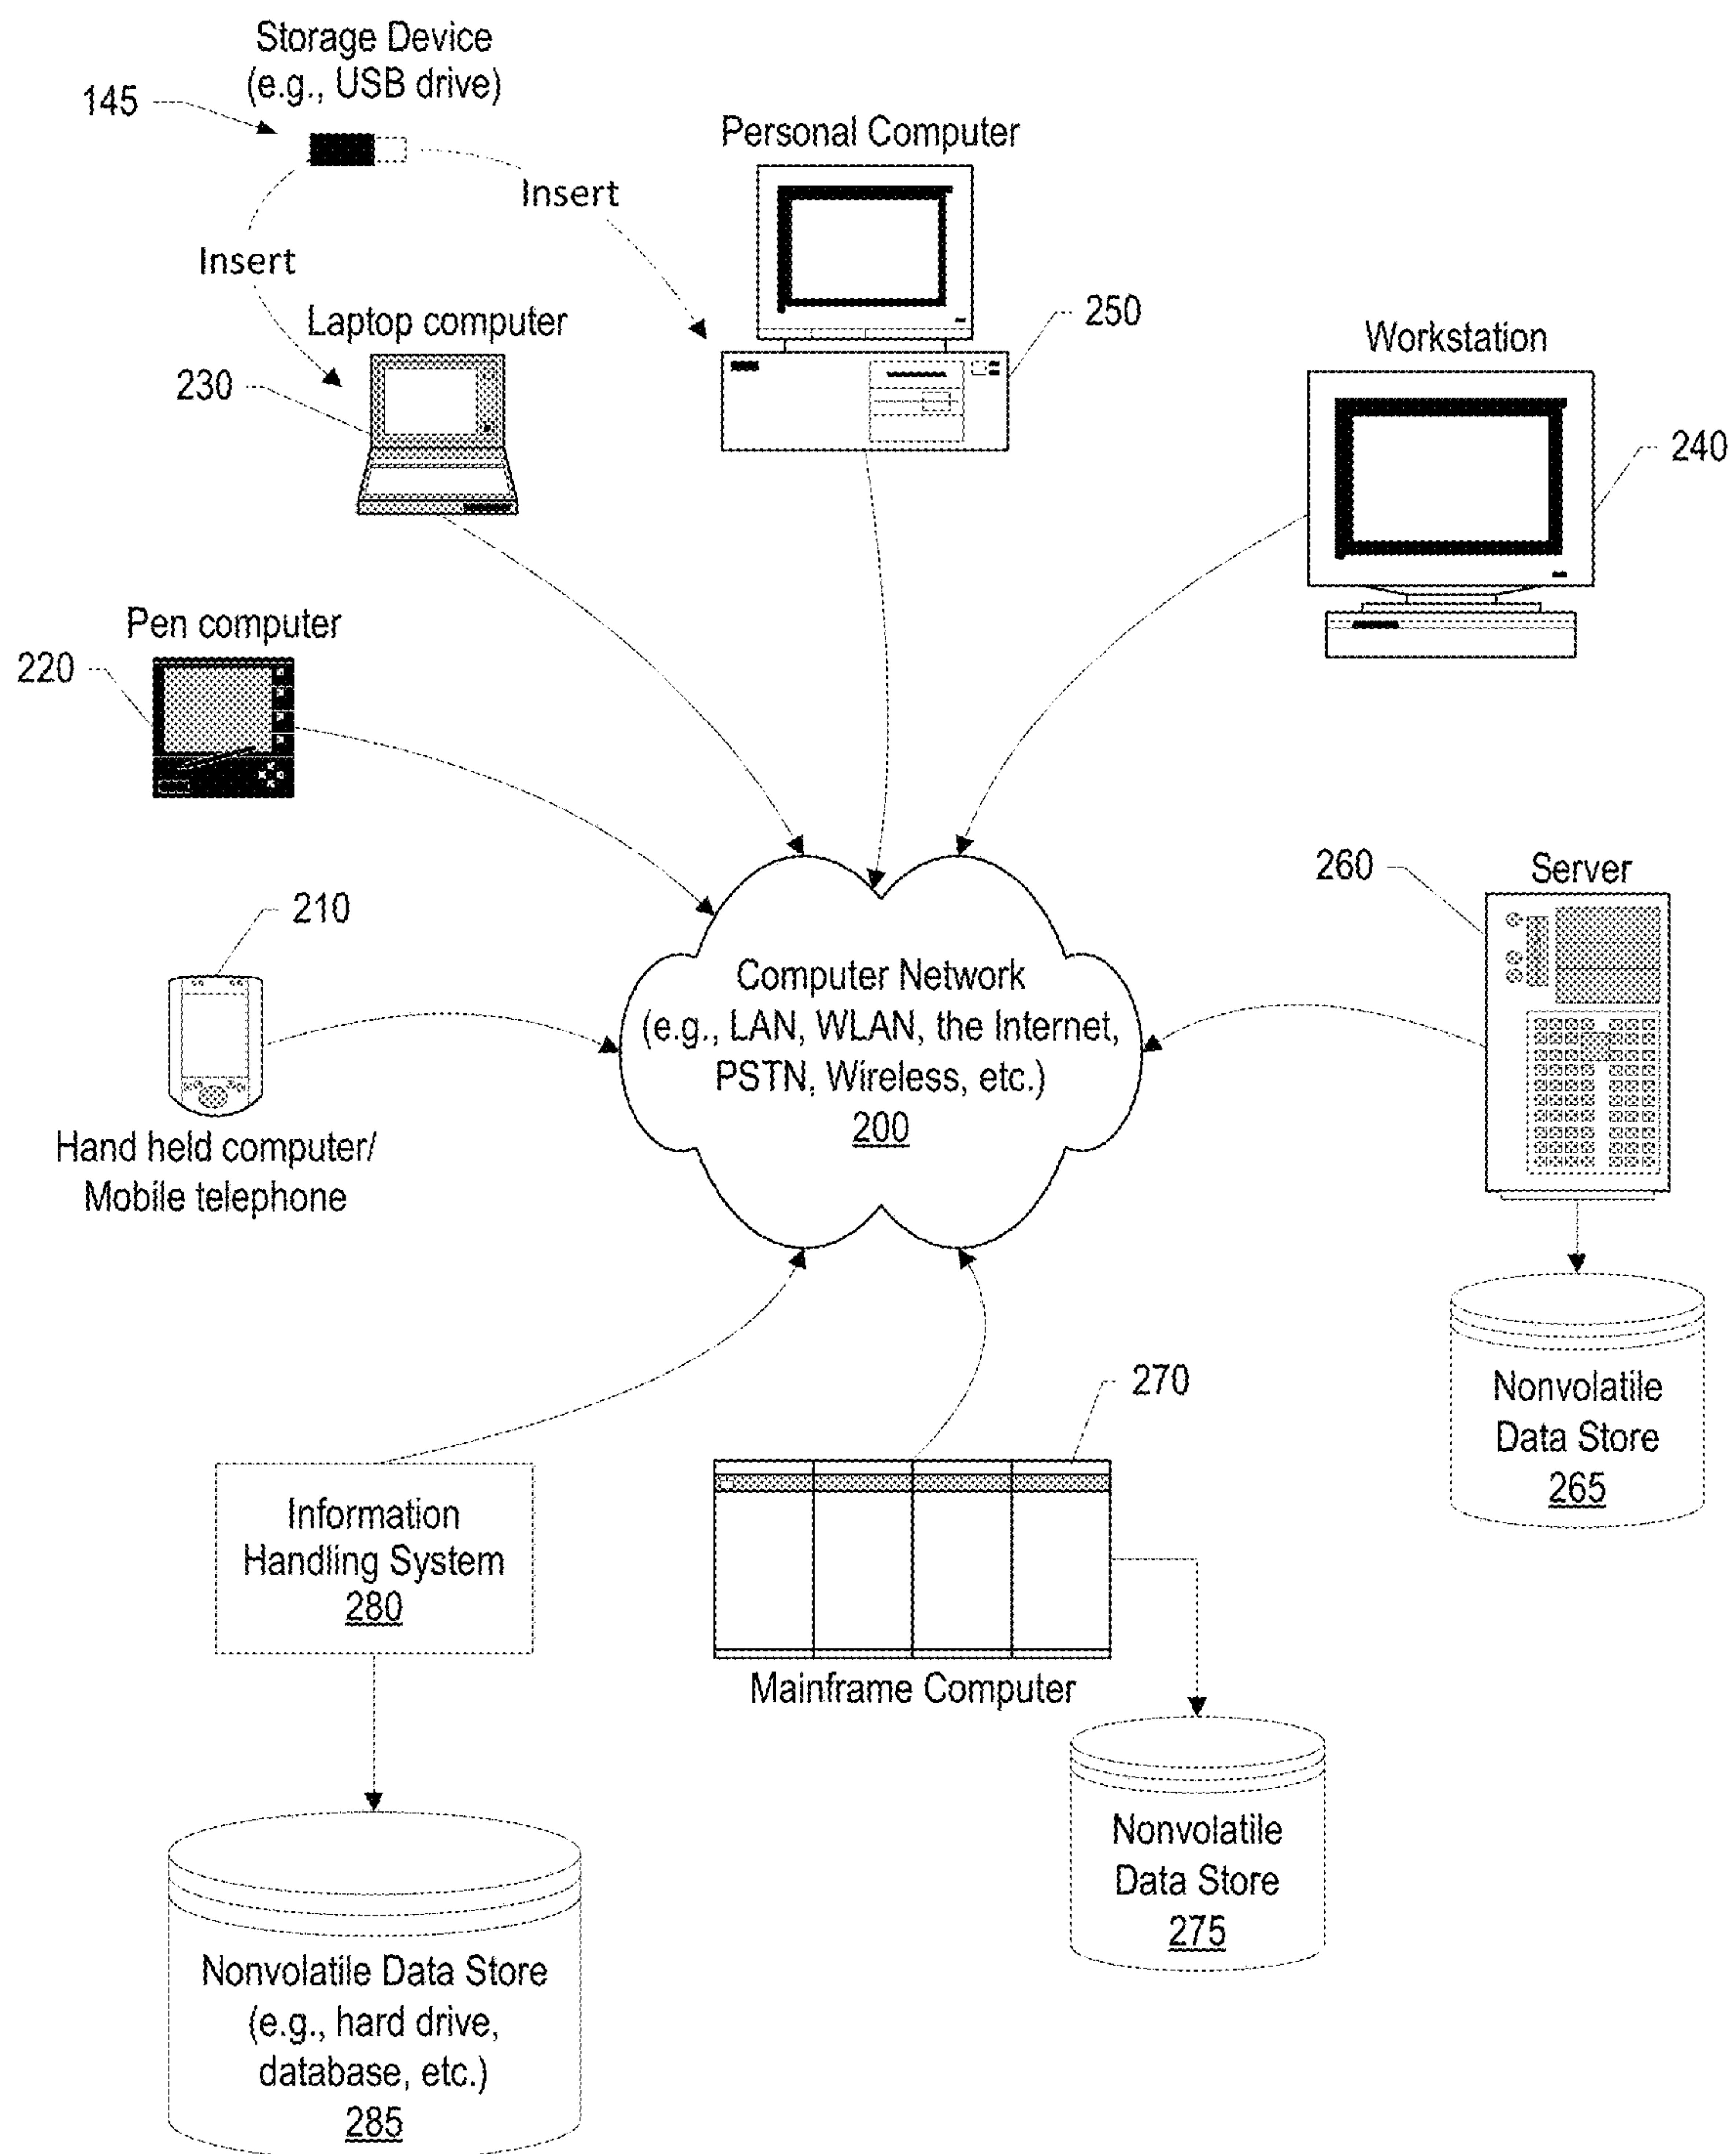 Storage Device
(e.g., USB drive)
145
Personal Computer
Insert
Insert
Laptop computer
250
Workstation
230
240
Pen computer
220
260
Server
210
Computer Network
(e.g., LAN, WLAN, the Internet,
PSTN, Wireless, etc.)
200
Hand held computer/
Mobile telephone
270
Nonvolatile
Data Store
265
Information
Handling System
280
Mainframe Computer
Nonvolatile
Data Store
275
Nonvolatile Data Store
(e.g., hard drive,
database, etc.)
285